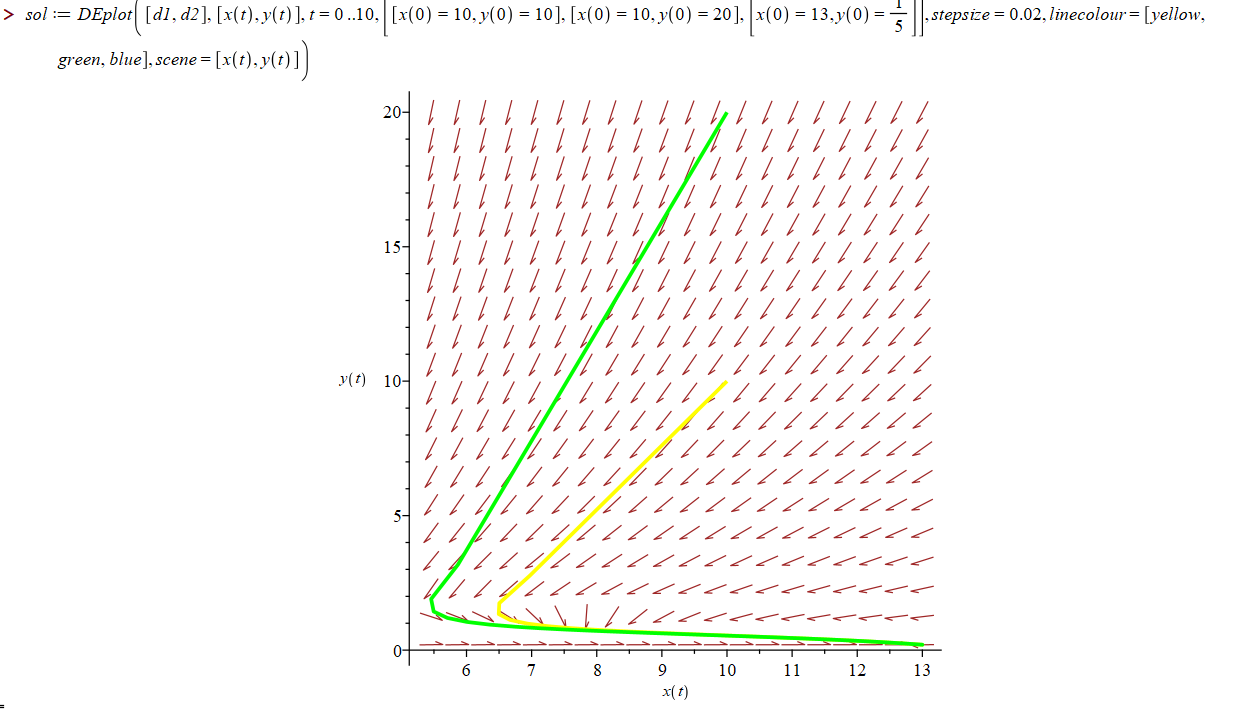 > sol := DEplot( [d1, d2], [x(t), y(t)], t = 0 ..10, [[x(0) = 10, y(0) = 10], [x(0) = 10, y(0) = 20], [x(0) = 13, y(0) = 1/5]], stepsize = 0.02, linecolour = [yellow,
green, blue], scene = [x(t), y(t)])
20
15
y(t) 10
5
0
6 7 8 9 10 11 12 13
x(t)